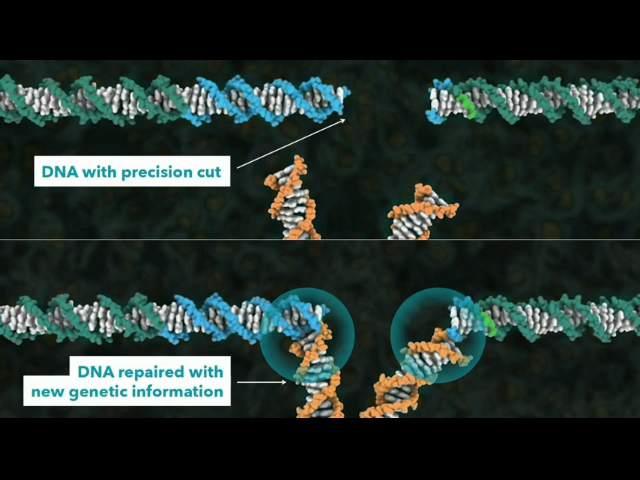 DNA with precision cut
DNA repaired with
new genetic information